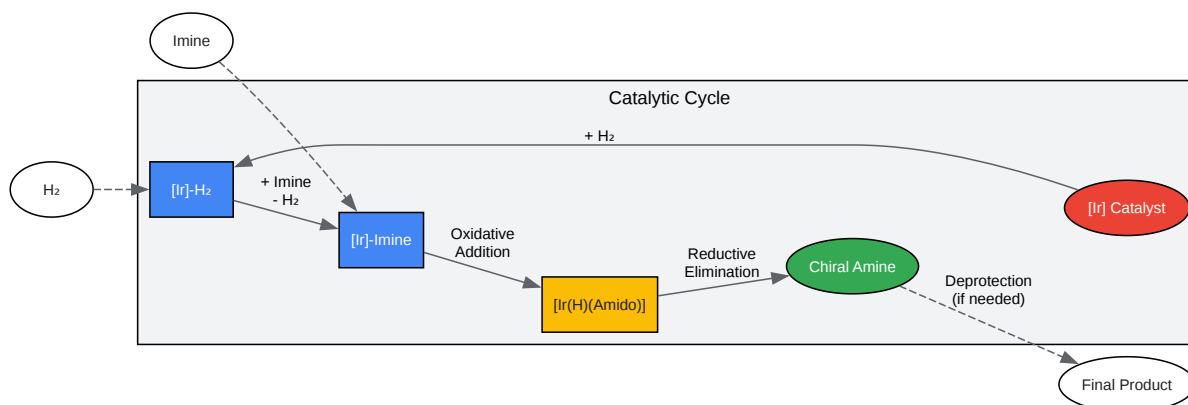 Imine
Catalytic Cycle
+ H₂
H₂
[Ir]-H₂
+ Imine
- H₂
[Ir]-Imine
[Ir] Catalyst
Oxidative
Addition
Reductive
Elimination
Chiral Amine
Deprotection
(if needed)
[Ir(H)(Amido)]
Final Product